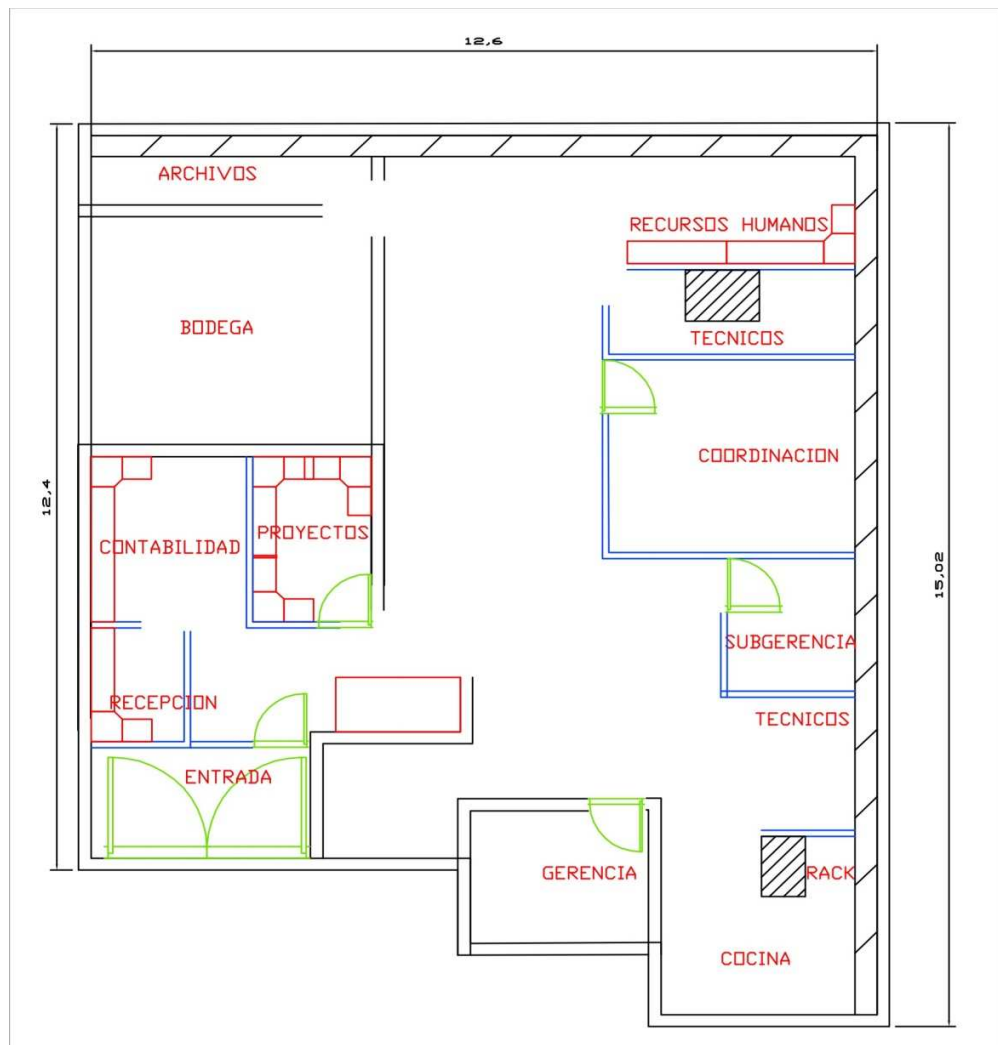 12,6
ARCHIVOS
RECURSOS HUMANOS
BODEGA
TECNICOS
COORDINACION
12,4
PROYECTOS
CONTABILIDAD
15,02
SUBGERENCIA
RECEPCION
TECNICOS
ENTRADA
GERENCIA
RACK
COCINA